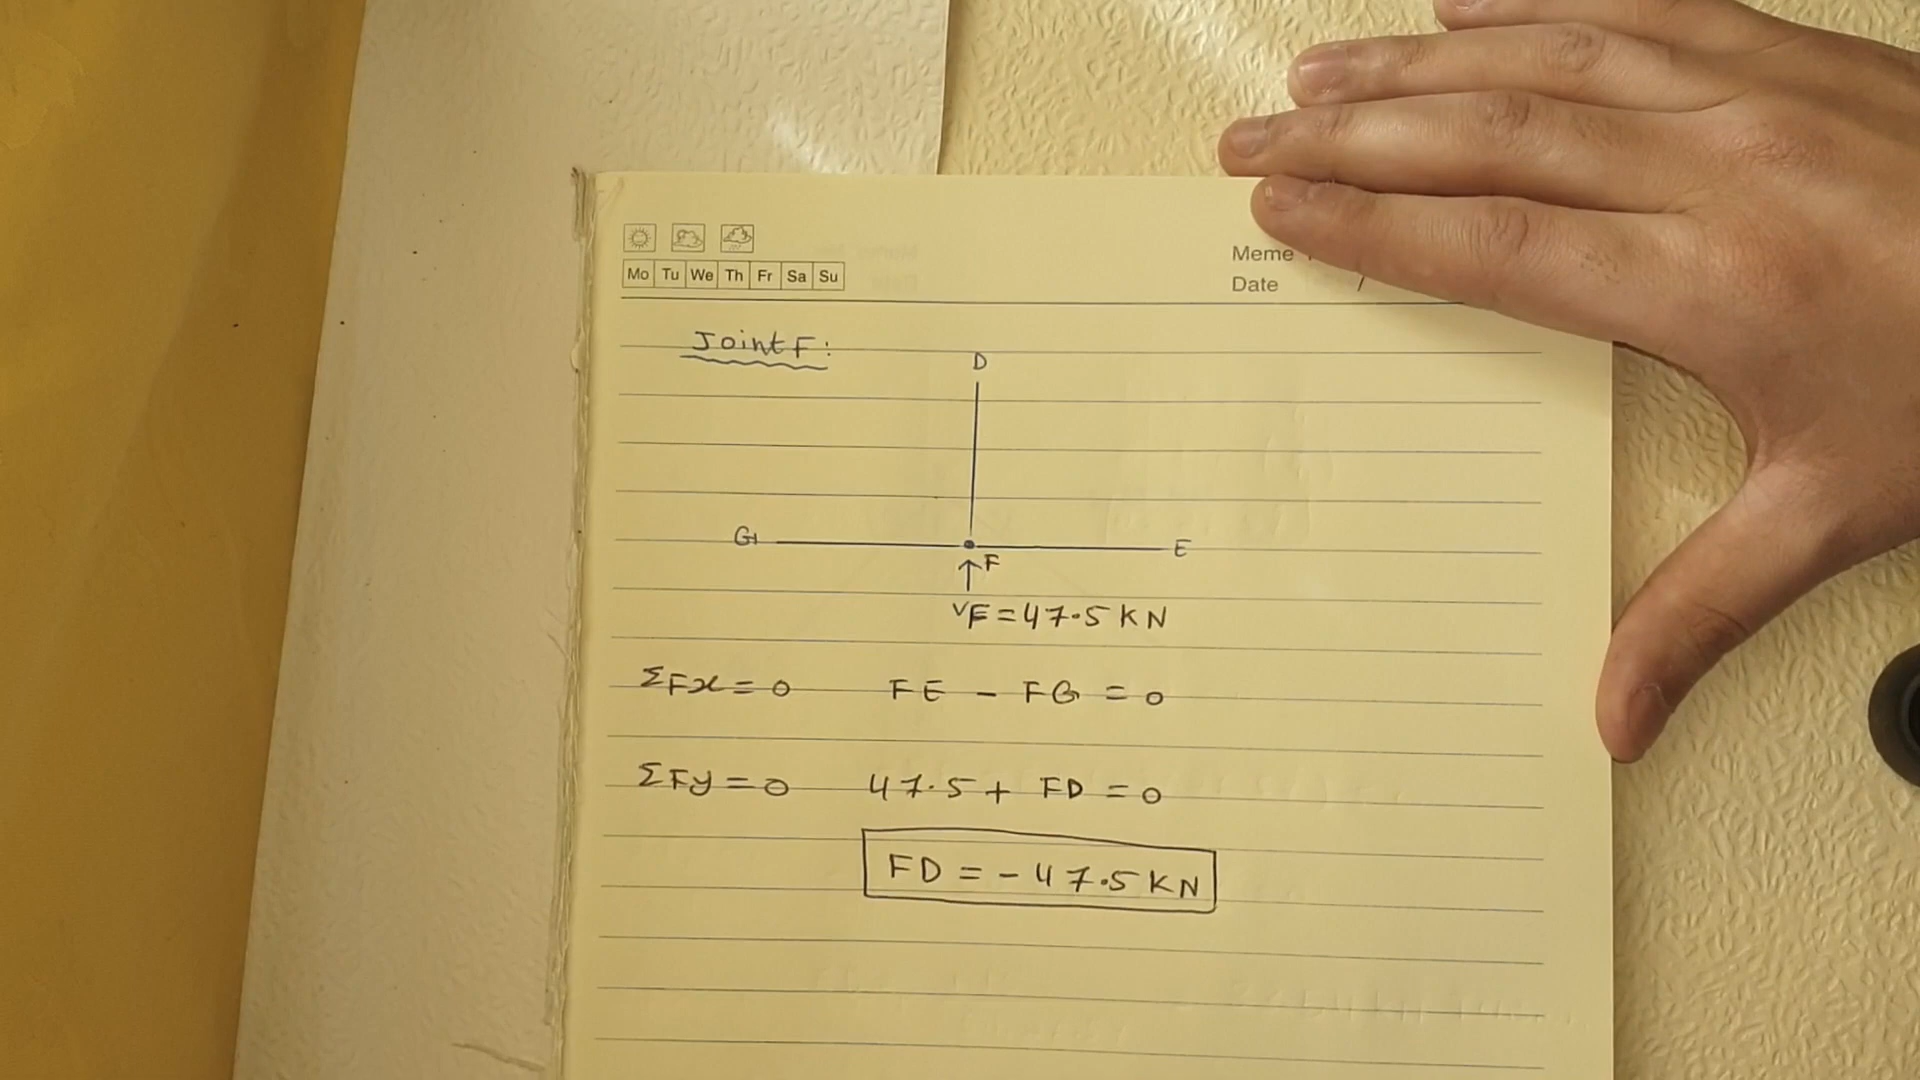 Mo Tu We Th Fr Sa Su
Meme
Date /
Joint F:
D
G E
F
VF = 47.5 KN
ΣFx = 0 FE - FG = 0
ΣFy = 0 47.5 + FD = 0
FD = - 47.5 KN